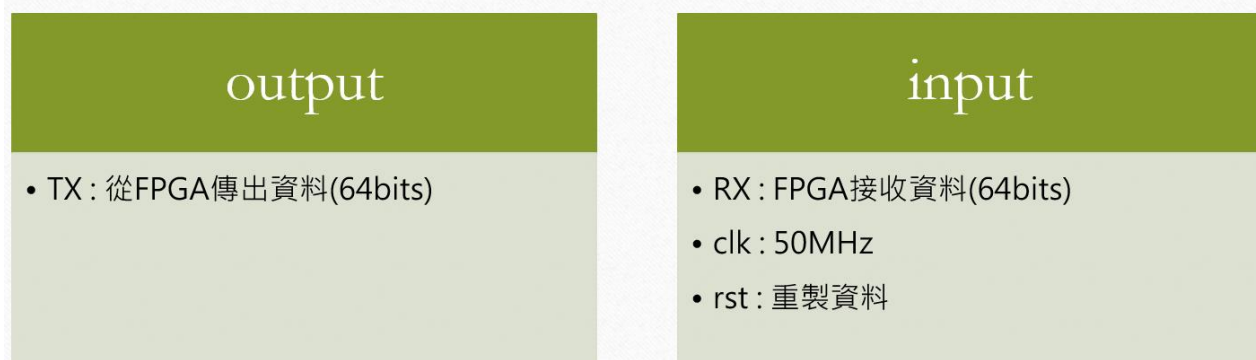 output
• TX : 從FPGA傳出資料(64bits)
input
• RX : FPGA接收資料(64bits)
• clk : 50MHz
• rst : 重製資料